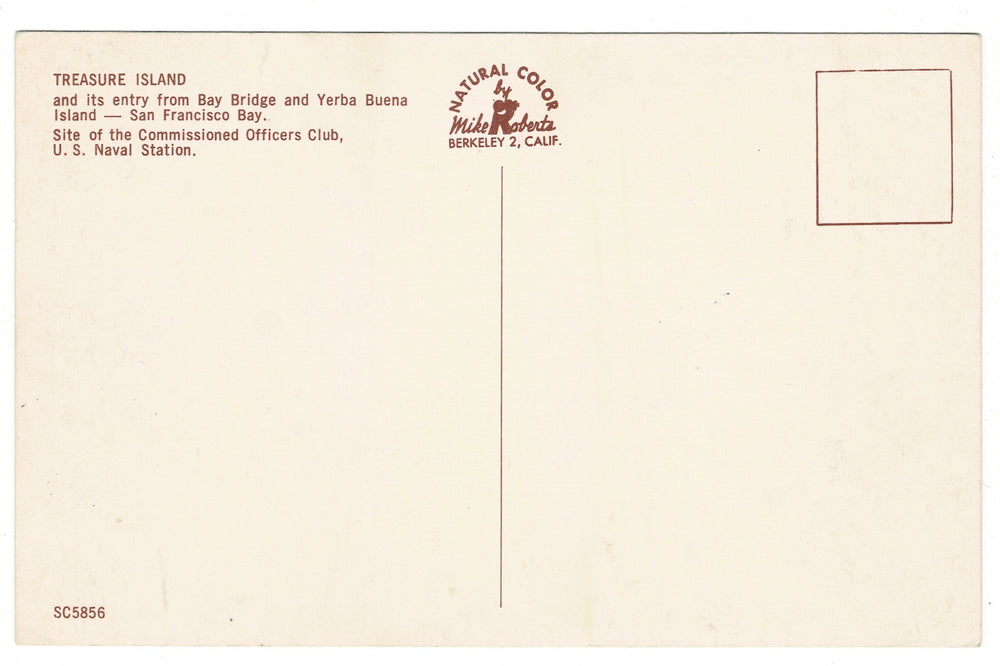 TREASURE ISLAND
and its entry from Bay Bridge and Yerba Buena
Island — San Francisco Bay.
Site of the Commissioned Officers Club,
U. S. Naval Station.
NATURAL COLOR
by
Mike Roberts
BERKELEY 2, CALIF.
SC5856